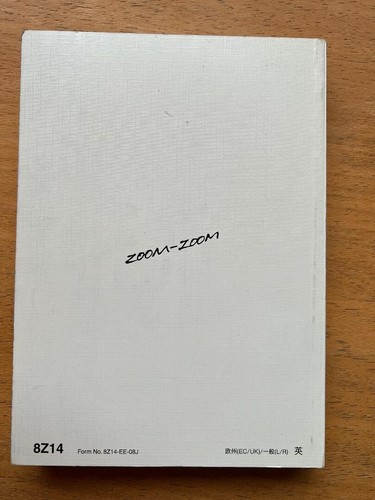 ZOOM-ZOOM
8Z14 Form No. 8Z14-EE-08J 欧州(EC/UK)/一般(L/R) 英